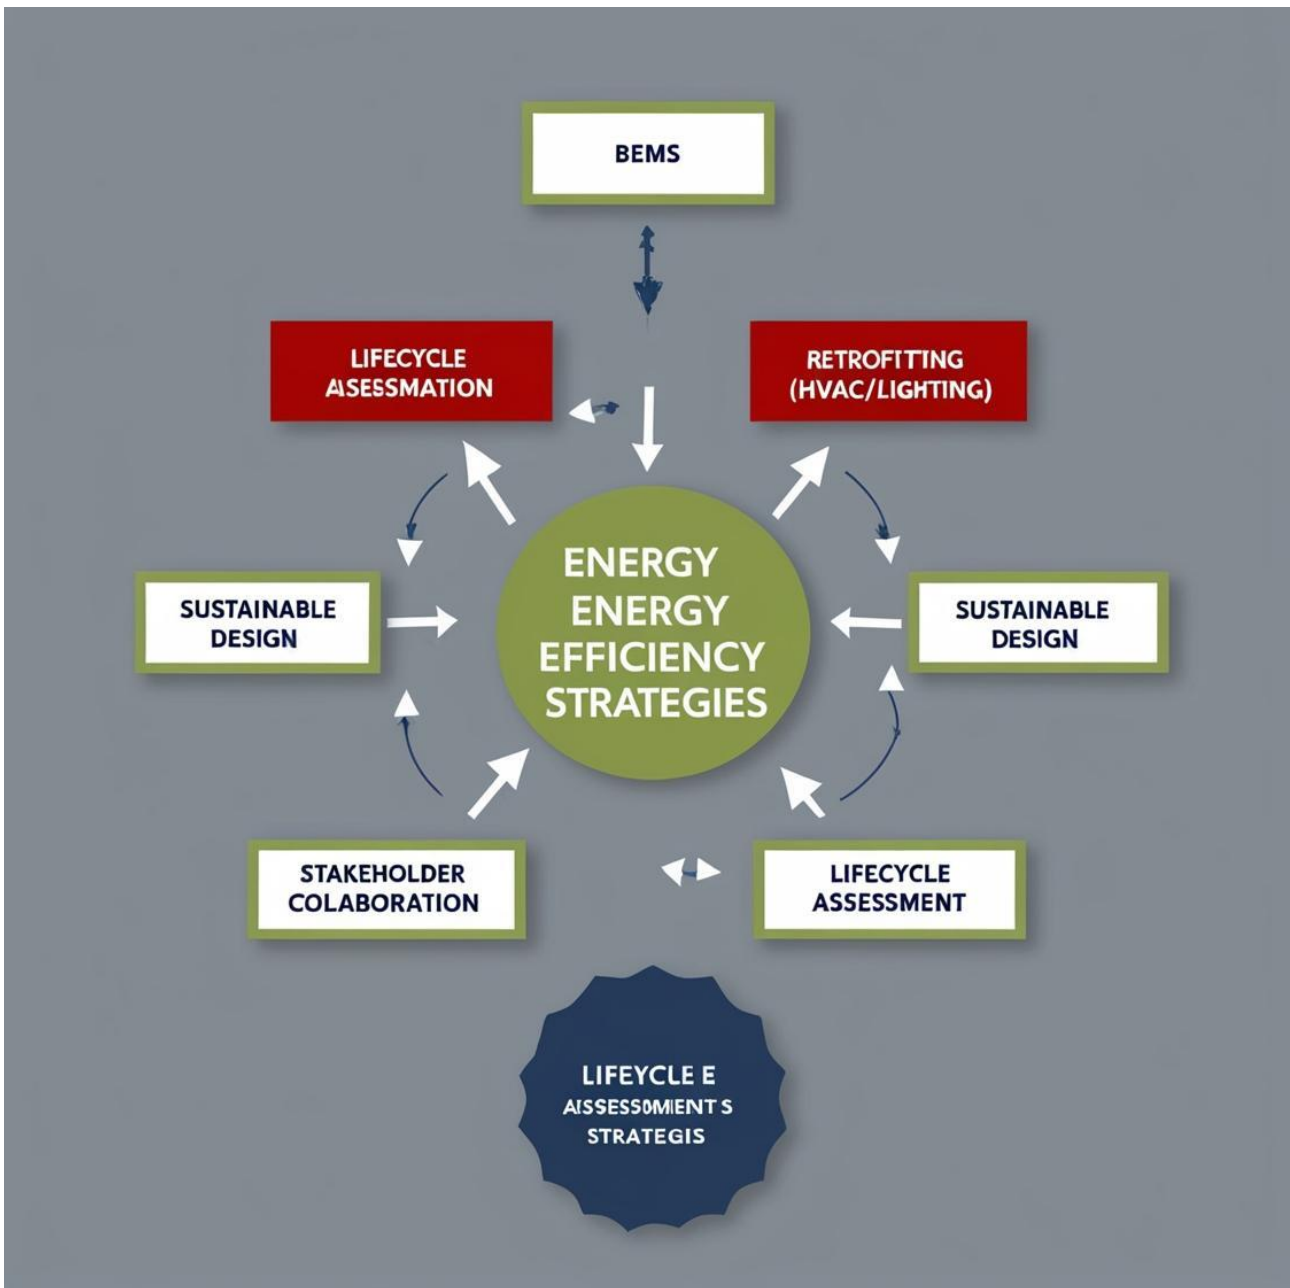 BEMS
LIFECYCLE
AISESSMATION
RETROFITTING
(HVAC/LIGHTING)
ENERGY
ENERGY
EFFICIENCY
STRATEGIES
SUSTAINABLE
DESIGN
SUSTAINABLE
DESIGN
STAKEHOLDER
COLABORATION
LIFECYCLE
ASSESSMENT
LIFEYCLE E
STRATEGIS